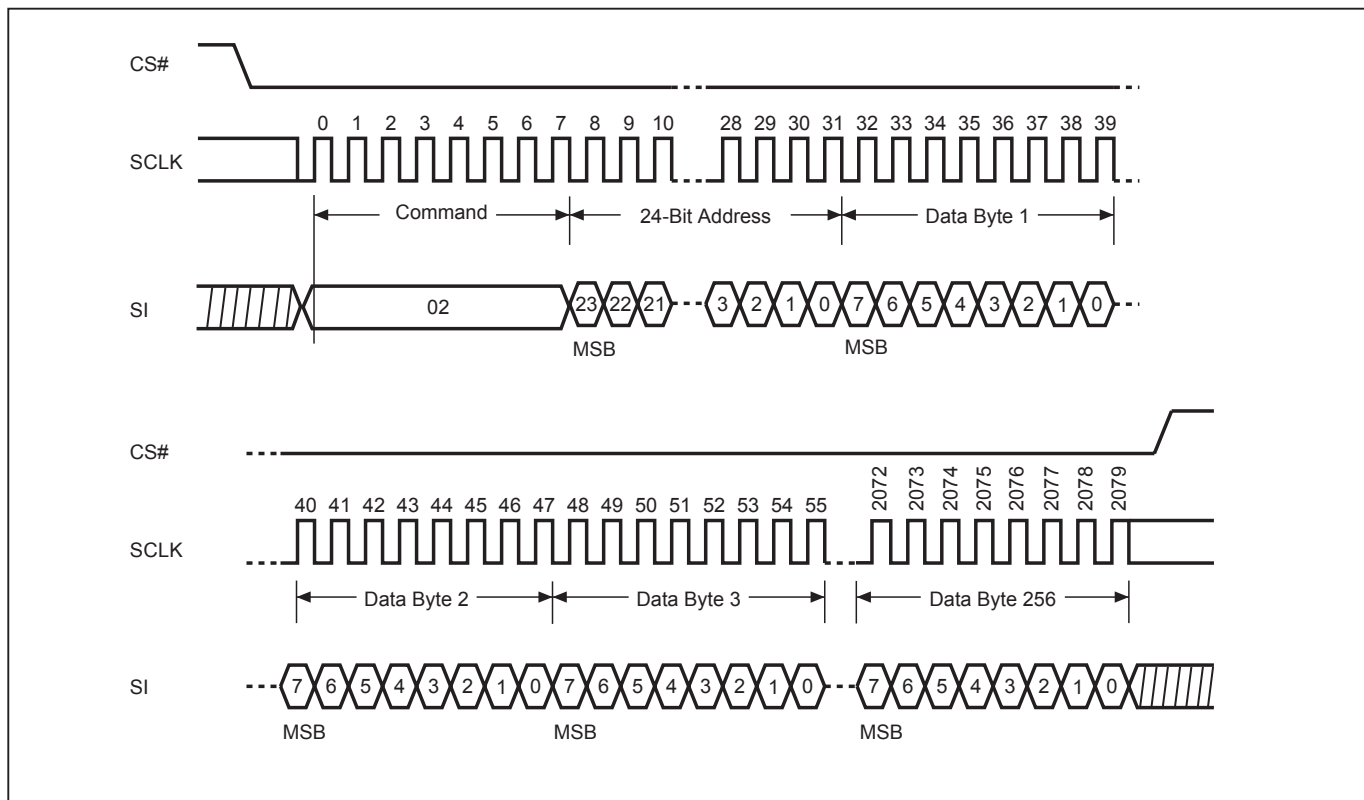 CS#
0 1 2 3 4 5 6 7 8 9 10 28 29 30 31 32 33 34 35 36 37 38 39
SCLK
Command 24-Bit Address Data Byte 1
SI 02 23 22 21 3 2 1 0 7 6 5 4 3 2 1 0
MSB MSB
CS#
2072 2073 2074 2075 2076 2077 2078 2079
40 41 42 43 44 45 46 47 48 49 50 51 52 53 54 55
SCLK
Data Byte 2 Data Byte 3 Data Byte 256
SI 7 6 5 4 3 2 1 0 7 6 5 4 3 2 1 0 7 6 5 4 3 2 1 0
MSB MSB MSB